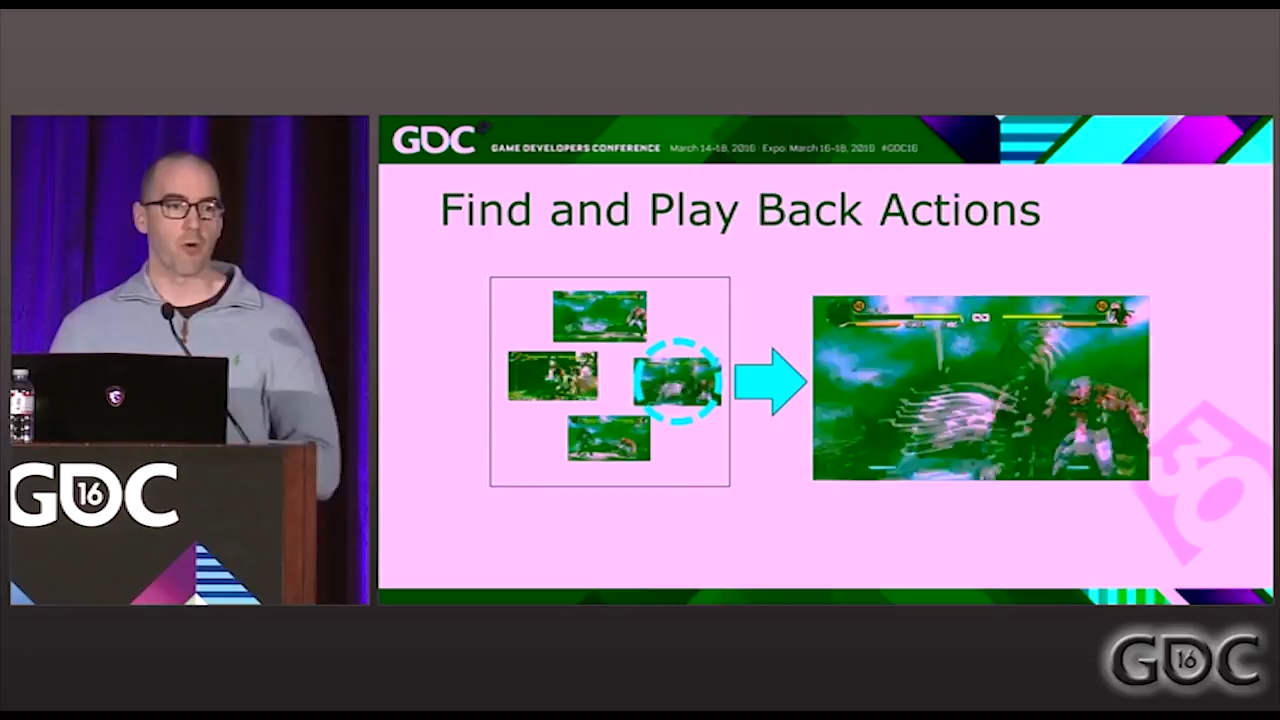 GDC
GAME DEVELOPERS CONFERENCE March 14-18, 2016 · Expo: March 16-18, 2016 #GDC16
Find and Play Back Actions
GDC
16
30
GDC
16